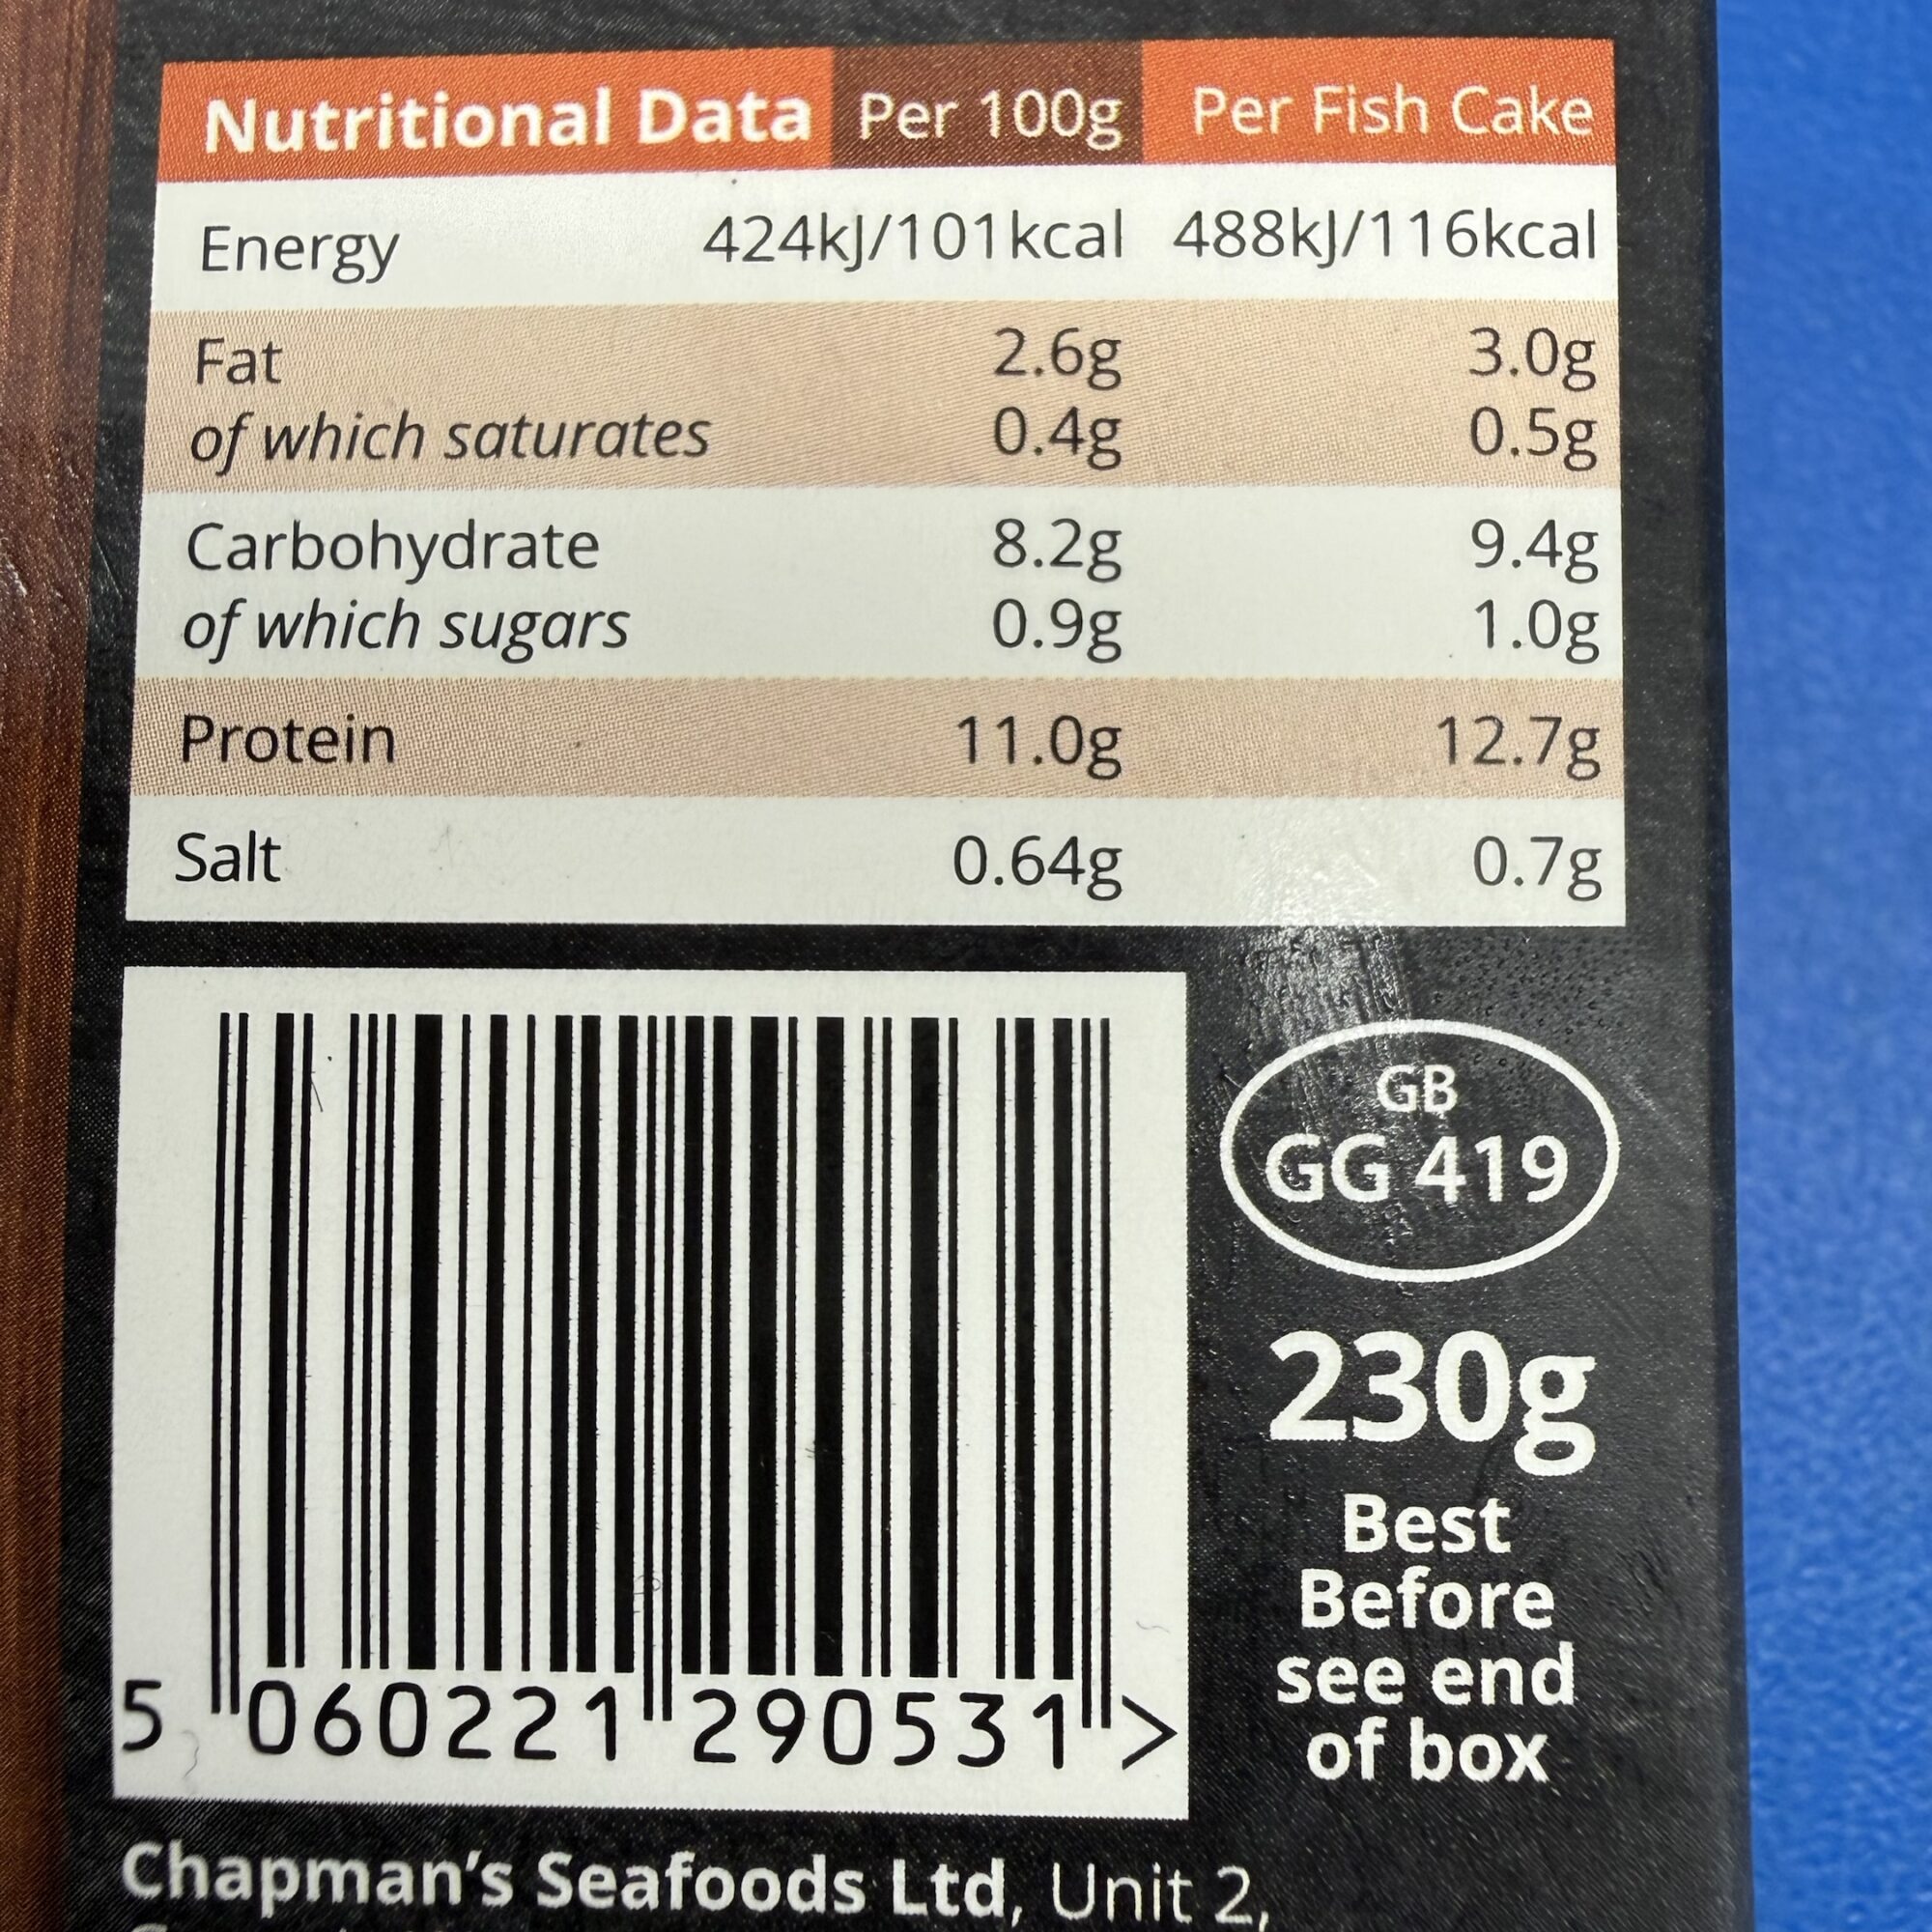 Nutritional Data Per 100g Per Fish Cake
Energy 424kJ/101kcal 488kJ/116kcal
Fat 2.6g 3.0g
of which saturates 0.4g 0.5g
Carbohydrate 8.2g 9.4g
of which sugars 0.9g 1.0g
Protein 11.0g 12.7g
Salt 0.64g 0.7g
5 060221 290531 >
GB
GG 419
230g
Best
Before
see end
of box
Chapman's Seafoods Ltd, Unit 2,